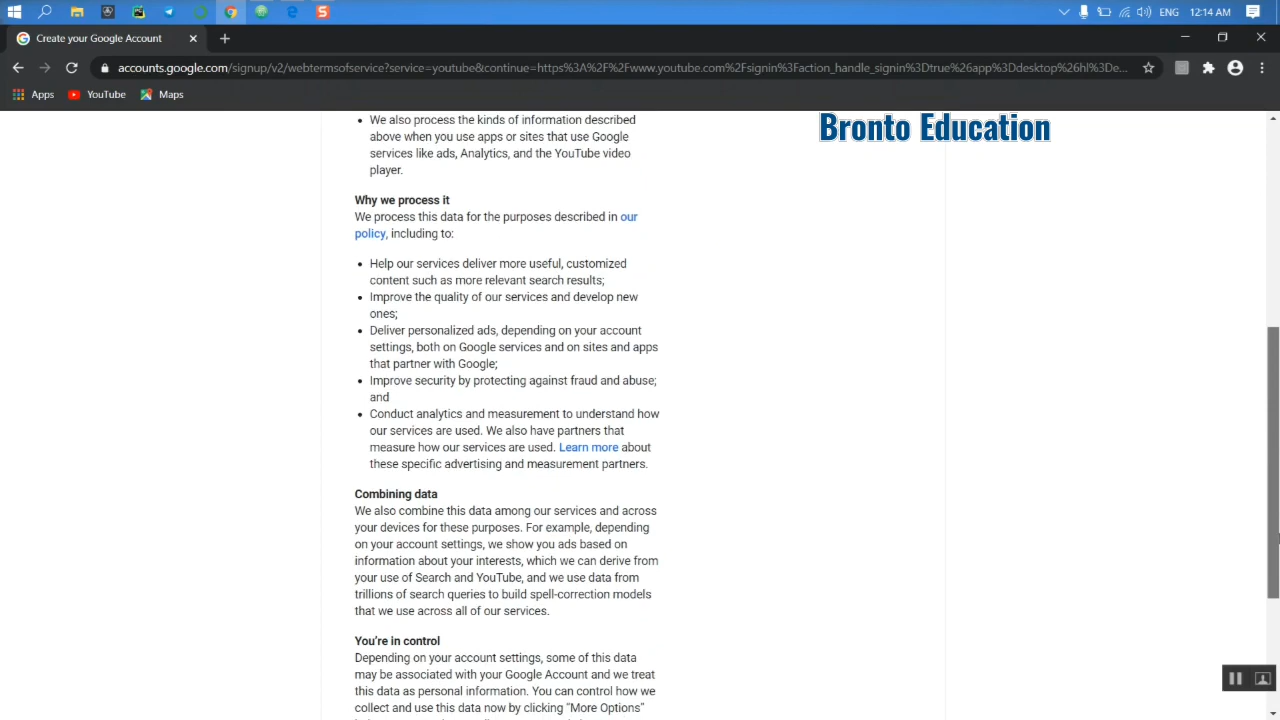 ENG 12:14 AM
Create your Google Account
accounts.google.com/signup/v2/webtermsofservice?service=youtube&continue=https%3A%2F%2Fwww.youtube.com%2Fsignin%3Faction_handle_signin%3Dtrue%26app%3Ddesktop%26hl%3De...
Apps YouTube Maps
Bronto Education
• We also process the kinds of information described
above when you use apps or sites that use Google
services like ads, Analytics, and the YouTube video
player.
Why we process it
We process this data for the purposes described in our
policy, including to:
• Help our services deliver more useful, customized
content such as more relevant search results;
• Improve the quality of our services and develop new
ones;
• Deliver personalized ads, depending on your account
settings, both on Google services and on sites and apps
that partner with Google;
• Improve security by protecting against fraud and abuse;
and
• Conduct analytics and measurement to understand how
our services are used. We also have partners that
measure how our services are used. Learn more about
these specific advertising and measurement partners.
Combining data
We also combine this data among our services and across
your devices for these purposes. For example, depending
on your account settings, we show you ads based on
information about your interests, which we can derive from
your use of Search and YouTube, and we use data from
trillions of search queries to build spell-correction models
that we use across all of our services.
You're in control
Depending on your account settings, some of this data
may be associated with your Google Account and we treat
this data as personal information. You can control how we
collect and use this data now by clicking “More Options”